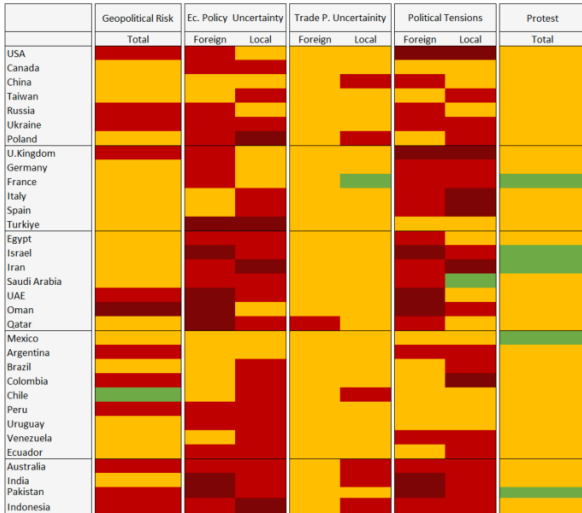 Geopolitical Risk Ec. Policy Uncertainty Trade P. Uncertainty Political Tensions Protest
Total Foreign Local Foreign Local Foreign Local Total
USA
Canada
China
Taiwan
Russia
Ukraine
Poland
U.Kingdom
Germany
France
Italy
Spain
Turkiye
Egypt
Israel
Iran
Saudi Arabia
UAE
Oman
Qatar
Mexico
Argentina
Brazil
Colombia
Chile
Peru
Uruguay
Venezuela
Ecuador
Australia
India
Pakistan
Indonesia